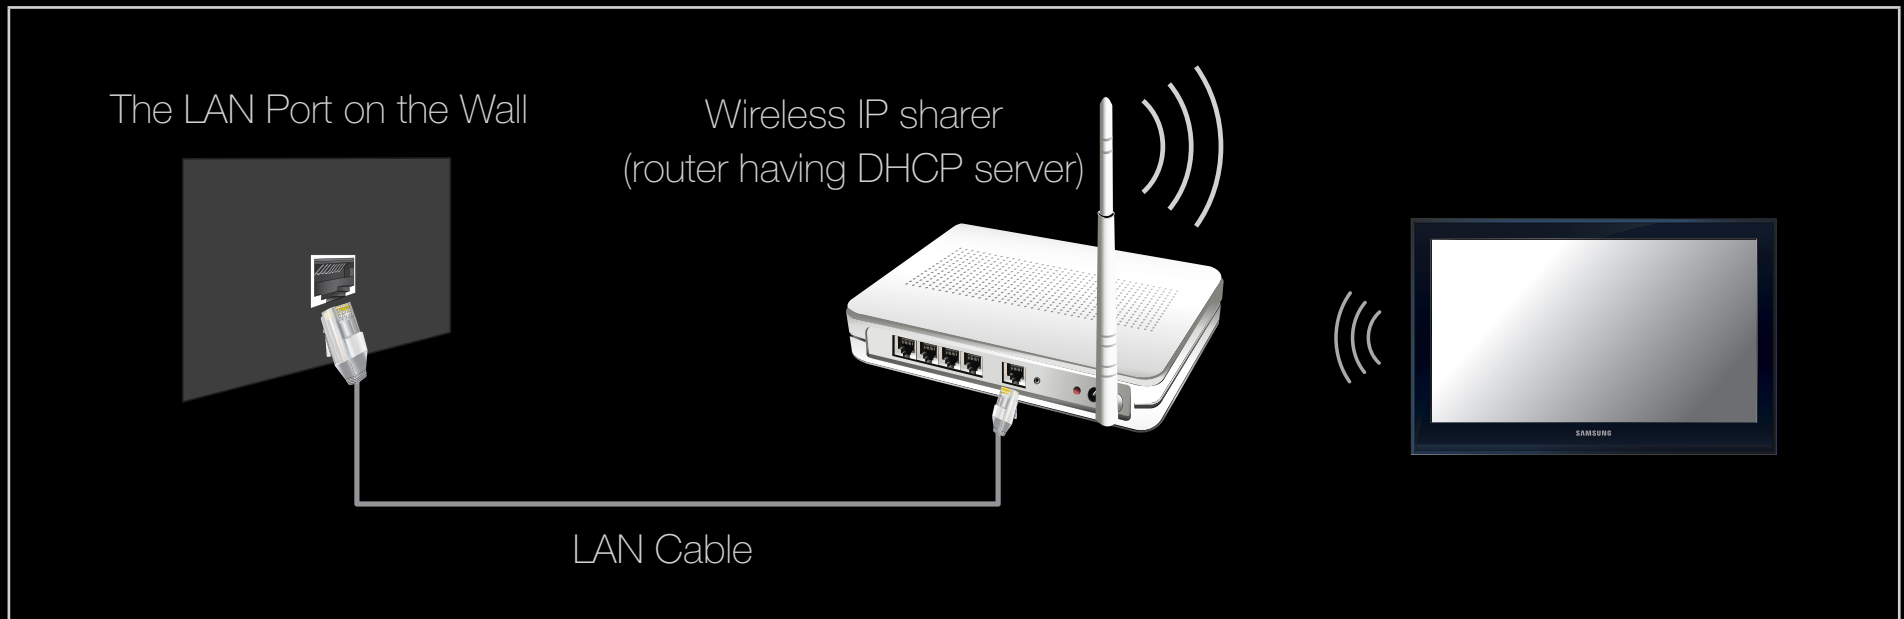 The LAN Port on the Wall
Wireless IP sharer
(router having DHCP server)
SAMSUNG
LAN Cable